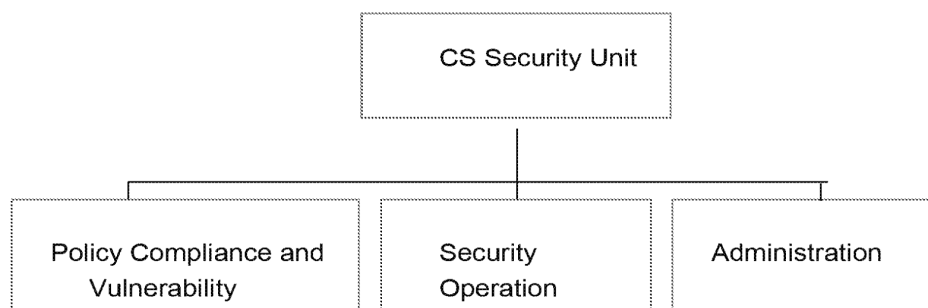 CS Security Unit
Policy Compliance and
Vulnerability
Security
Operation
Administration